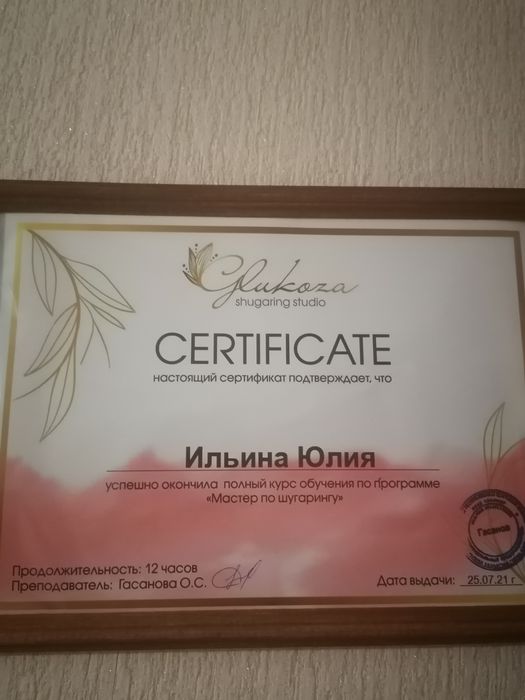 Glukoza
shugaring studio
CERTIFICATE
настоящий сертификат подтверждает, что
Ильина Юлия
успешно окончила полный курс обучения по программе
«Мастер по шугарингу»
Продолжительность: 12 часов
Преподаватель: Гасанова О.С.
Дата выдачи: 25.07.21 г
Гасанов